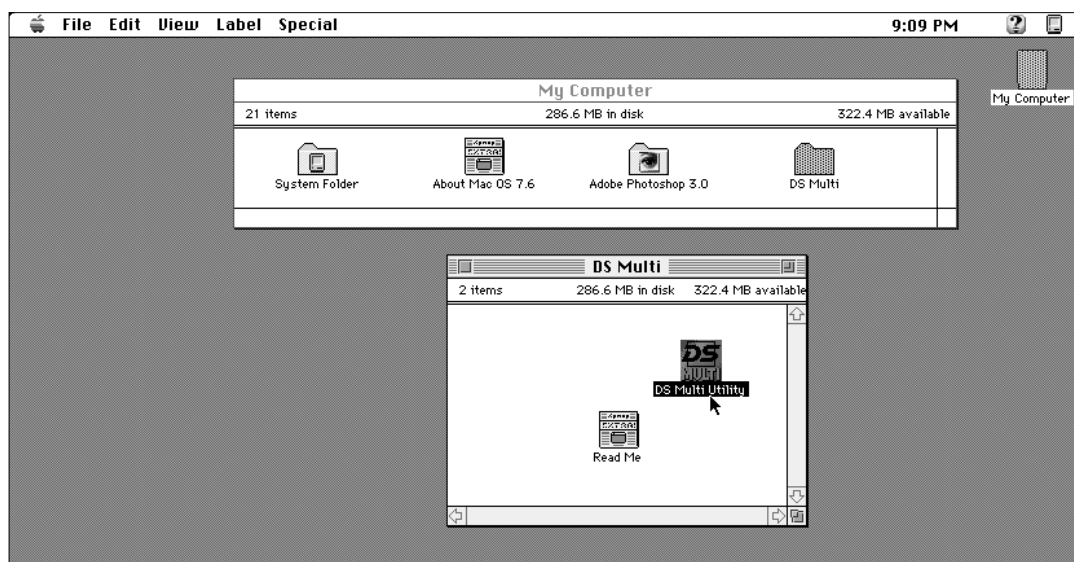 File Edit View Label Special 9:09 PM
My Computer
My Computer
21 items 286.6 MB in disk 322.4 MB available
System Folder About Mac OS 7.6 Adobe Photoshop 3.0 DS Multi
DS Multi
2 items 286.6 MB in disk 322.4 MB available
DS
MULTI
DS Multi Utility
EXTRA!
Read Me